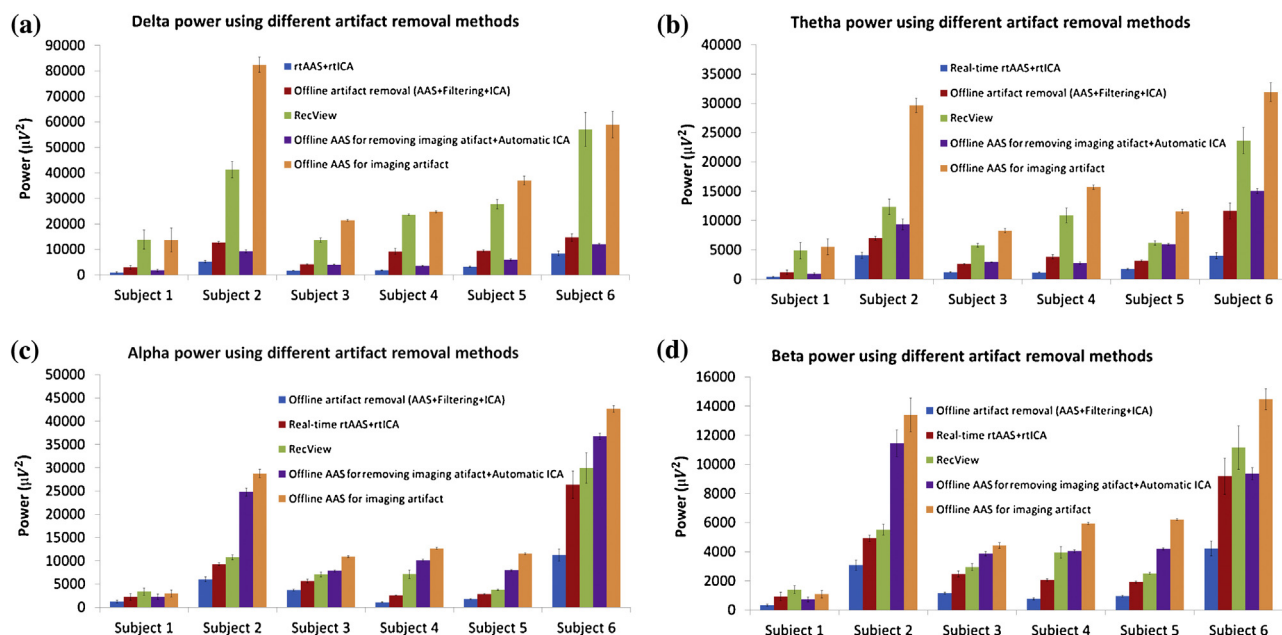 (a)
Delta power using different artifact removal methods
Power (μV²)
90000
80000
70000
60000
50000
40000
30000
20000
10000
0
rtAAS+rtICA
Offline artifact removal (AAS+Filtering+ICA)
RecView
Offline AAS for removing imaging atifact+Automatic ICA
Offline AAS for imaging artifact
Subject 1 Subject 2 Subject 3 Subject 4 Subject 5 Subject 6
(b)
Thetha power using different artifact removal methods
Power (μV²)
40000
35000
30000
25000
20000
15000
10000
5000
0
Real-time rtAAS+rtICA
Offline artifact removal (AAS+Filtering+ICA)
RecView
Offline AAS for removing imaging atifact+Automatic ICA
Offline AAS for imaging artifact
Subject 1 Subject 2 Subject 3 Subject 4 Subject 5 Subject 6
(c)
Alpha power using different artifact removal methods
Power (μV²)
50000
45000
40000
35000
30000
25000
20000
15000
10000
5000
0
Offline artifact removal (AAS+Filtering+ICA)
Real-time rtAAS+rtICA
RecView
Offline AAS for removing imaging atifact+Automatic ICA
Offline AAS for imaging artifact
Subject 1 Subject 2 Subject 3 Subject 4 Subject 5 Subject 6
(d)
Beta power using different artifact removal methods
Power (μV²)
16000
14000
12000
10000
8000
6000
4000
2000
0
Offline artifact removal (AAS+Filtering+ICA)
Real-time rtAAS+rtICA
RecView
Offline AAS for removing imaging atifact+Automatic ICA
Offline AAS for imaging artifact
Subject 1 Subject 2 Subject 3 Subject 4 Subject 5 Subject 6